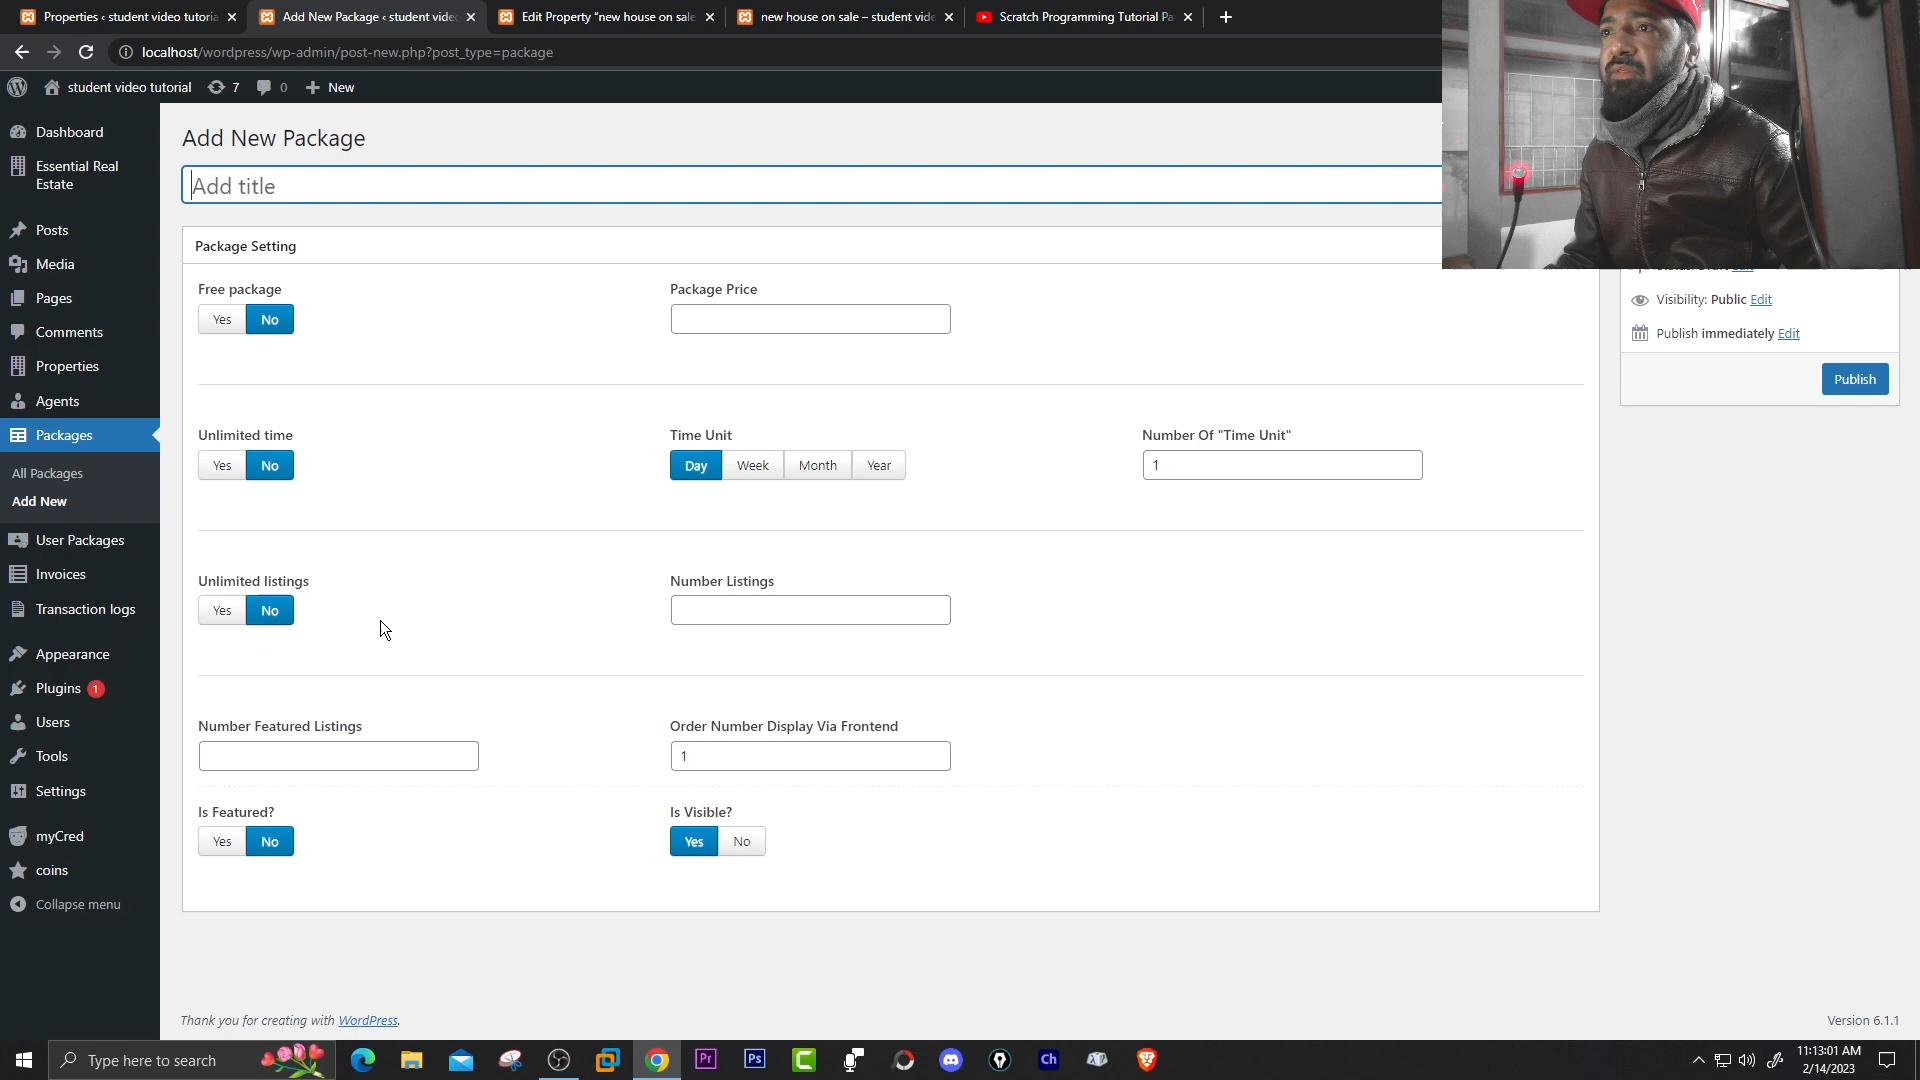 Properties ‹ student video tutoria
Add New Package ‹ student vide
Edit Property "new house on sale
new house on sale – student vide
Scratch Programming Tutorial Pa
localhost/wordpress/wp-admin/post-new.php?post_type=package
student video tutorial
7
0
New
Dashboard
Essential Real
Estate
Posts
Media
Pages
Comments
Properties
Agents
Packages
All Packages
Add New
User Packages
Invoices
Transaction logs
Appearance
Plugins 1
Users
Tools
Settings
myCred
coins
Collapse menu
Add New Package
Add title
Package Setting
Free package
Yes No
Package Price
Unlimited time
Yes No
Time Unit
Day Week Month Year
Number Of "Time Unit"
1
Unlimited listings
Yes No
Number Listings
Number Featured Listings
Order Number Display Via Frontend
1
Is Featured?
Yes No
Is Visible?
Yes No
Visibility: Public Edit
Publish immediately Edit
Publish
Thank you for creating with WordPress.
Version 6.1.1
Type here to search
Pr
Ps
Ch
11:13:01 AM
2/14/2023